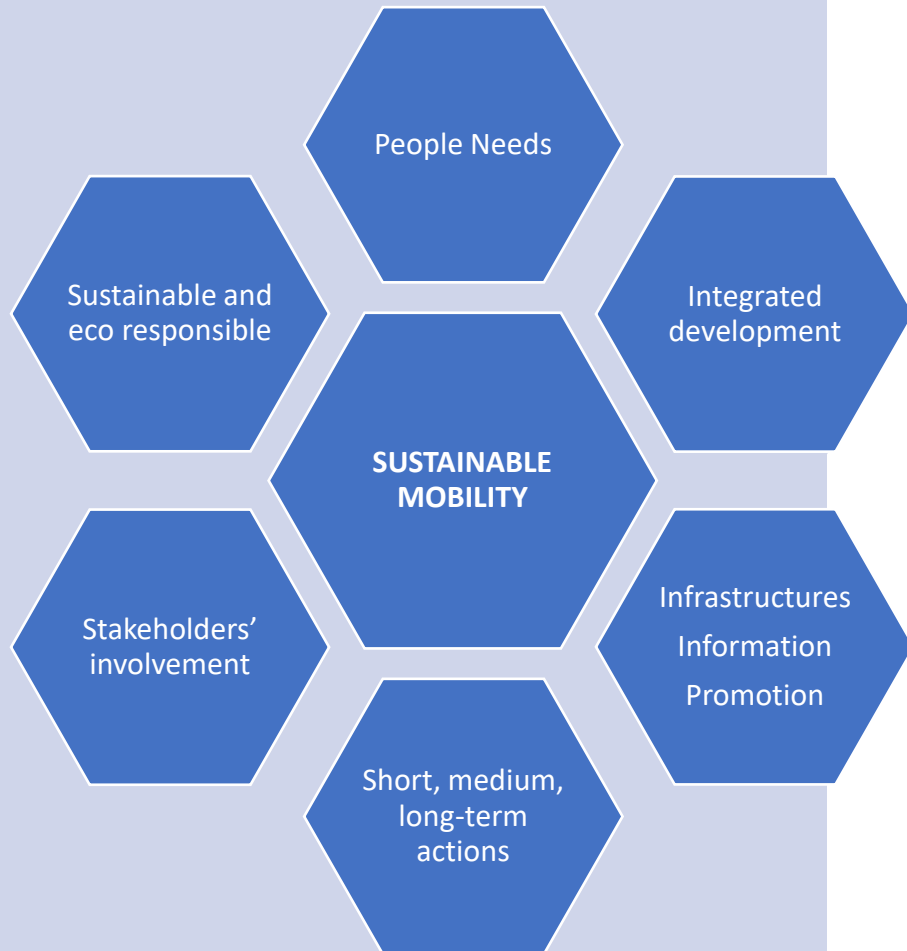 People Needs
Sustainable and
eco responsible
Integrated
development
SUSTAINABLE
MOBILITY
Stakeholders’
involvement
Infrastructures
Information
Promotion
Short, medium,
long-term
actions